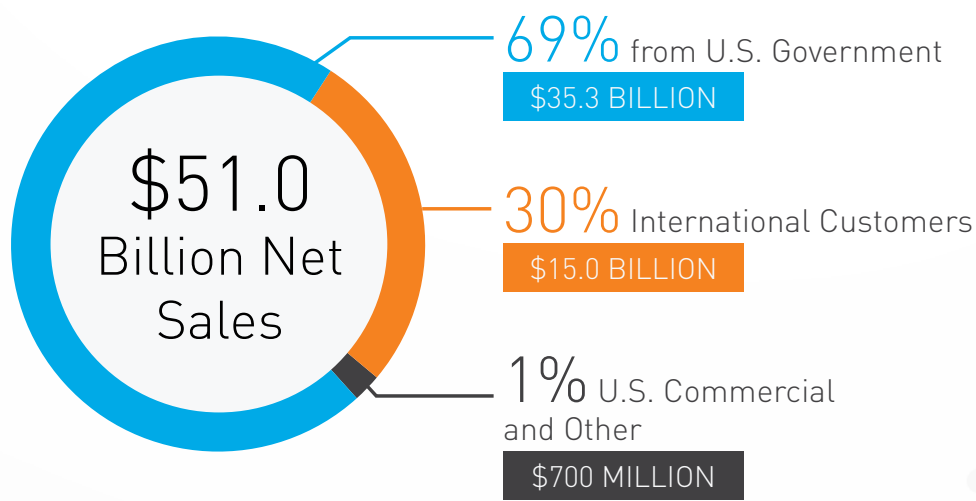 $51.0
Billion Net
Sales
69% from U.S. Government
$35.3 BILLION
30% International Customers
$15.0 BILLION
1% U.S. Commercial
and Other
$700 MILLION